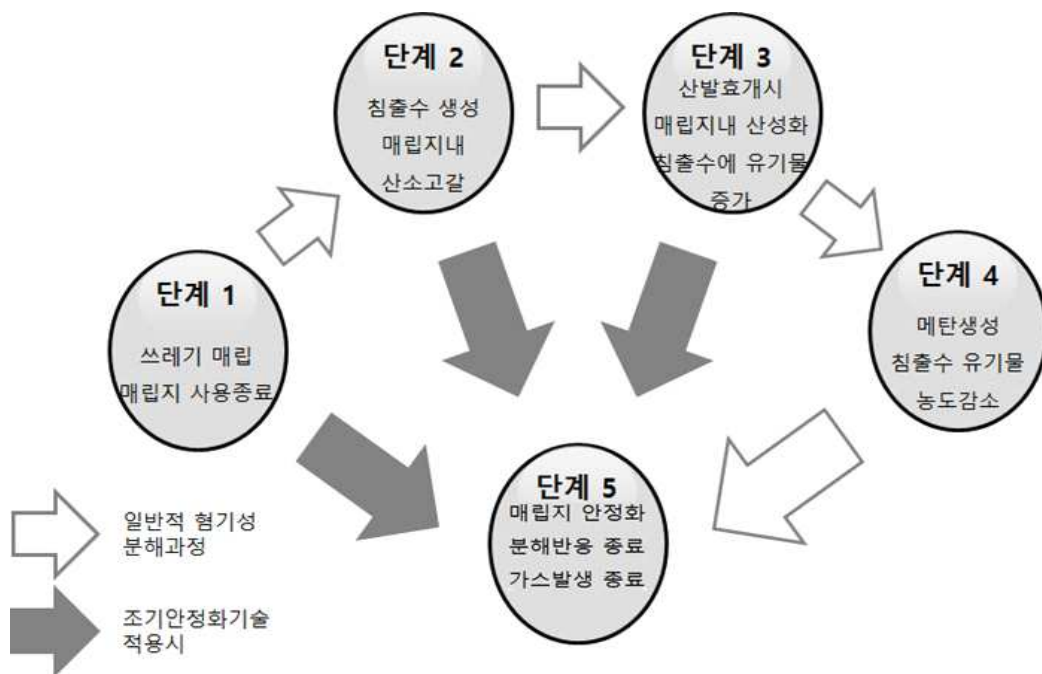 단계 1
쓰레기 매립
매립지 사용종료
단계 2
침출수 생성
매립지내
산소고갈
단계 3
산발효개시
매립지내 산성화
침출수에 유기물
증가
단계 4
메탄생성
침출수 유기물
농도감소
단계 5
매립지 안정화
분해반응 종료
가스발생 종료
일반적 혐기성
분해과정
조기안정화기술
적용시